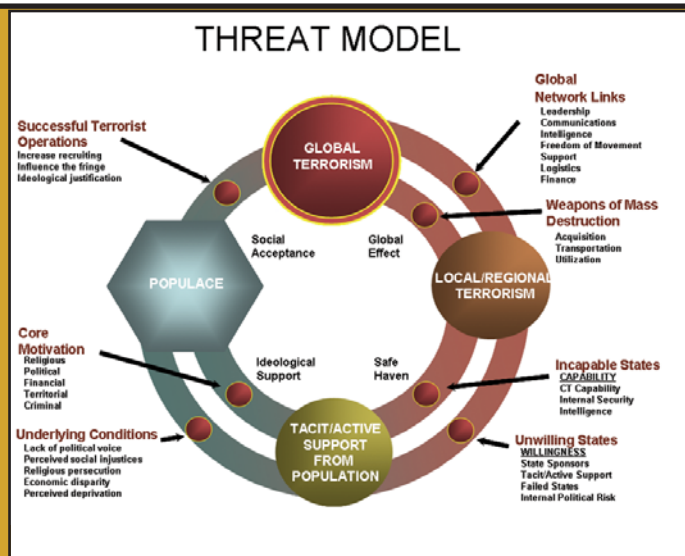 THREAT MODEL
Global
Network Links
Leadership
Communications
Intelligence
Freedom of Movement
Support
Logistics
Finance
Successful Terrorist
Operations
Increase recruiting
Influence the fringe
Ideological justification
GLOBAL
TERRORISM
Weapons of Mass
Destruction
Acquisition
Transportation
Utilization
Social
Acceptance
Global
Effect
POPULACE
LOCAL/REGIONAL
TERRORISM
Core
Motivation
Religious
Political
Financial
Territorial
Criminal
Ideological
Support
Safe
Haven
Incapable States
CAPABILITY
CT Capability
Internal Security
Intelligence
Underlying Conditions
Lack of political voice
Perceived social injustices
Religious persecution
Economic disparity
Perceived deprivation
TACIT/ACTIVE
SUPPORT
FROM
POPULATION
Unwilling States
WILLINGNESS
State Sponsors
Tacit/Active Support
Failed States
Internal Political Risk